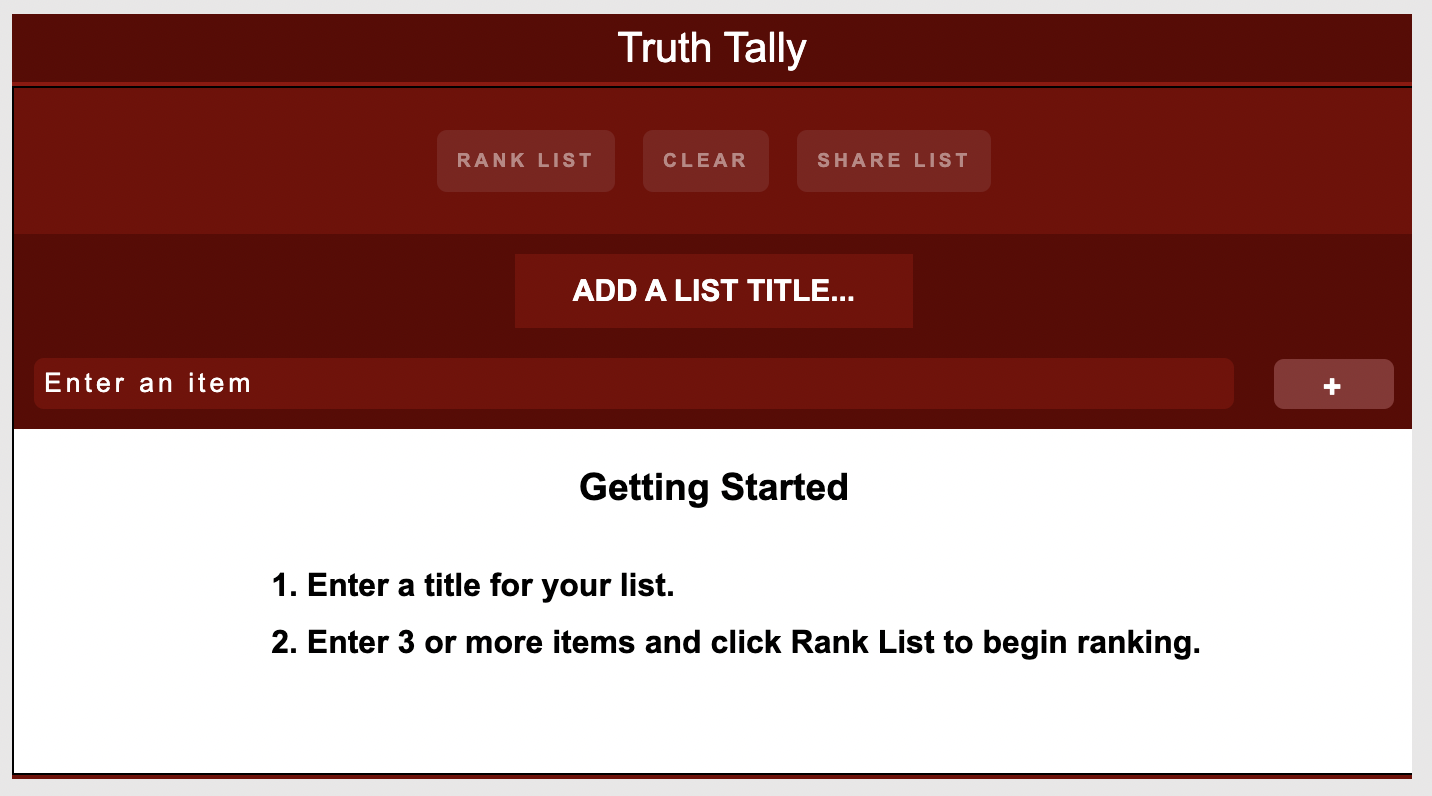 Truth Tally
RANK LIST CLEAR SHARE LIST
ADD A LIST TITLE...
Enter an item +
Getting Started
1. Enter a title for your list.
2. Enter 3 or more items and click Rank List to begin ranking.